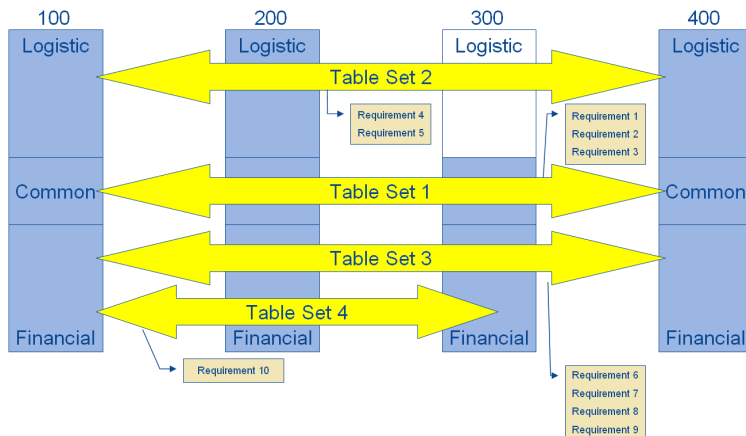 100
200
300
400
Logistic
Logistic
Logistic
Logistic
Table Set 2
Requirement 4
Requirement 5
Requirement 1
Requirement 2
Requirement 3
Common
Table Set 1
Common
Table Set 3
Table Set 4
Financial
Financial
Financial
Financial
Requirement 10
Requirement 6
Requirement 7
Requirement 8
Requirement 9